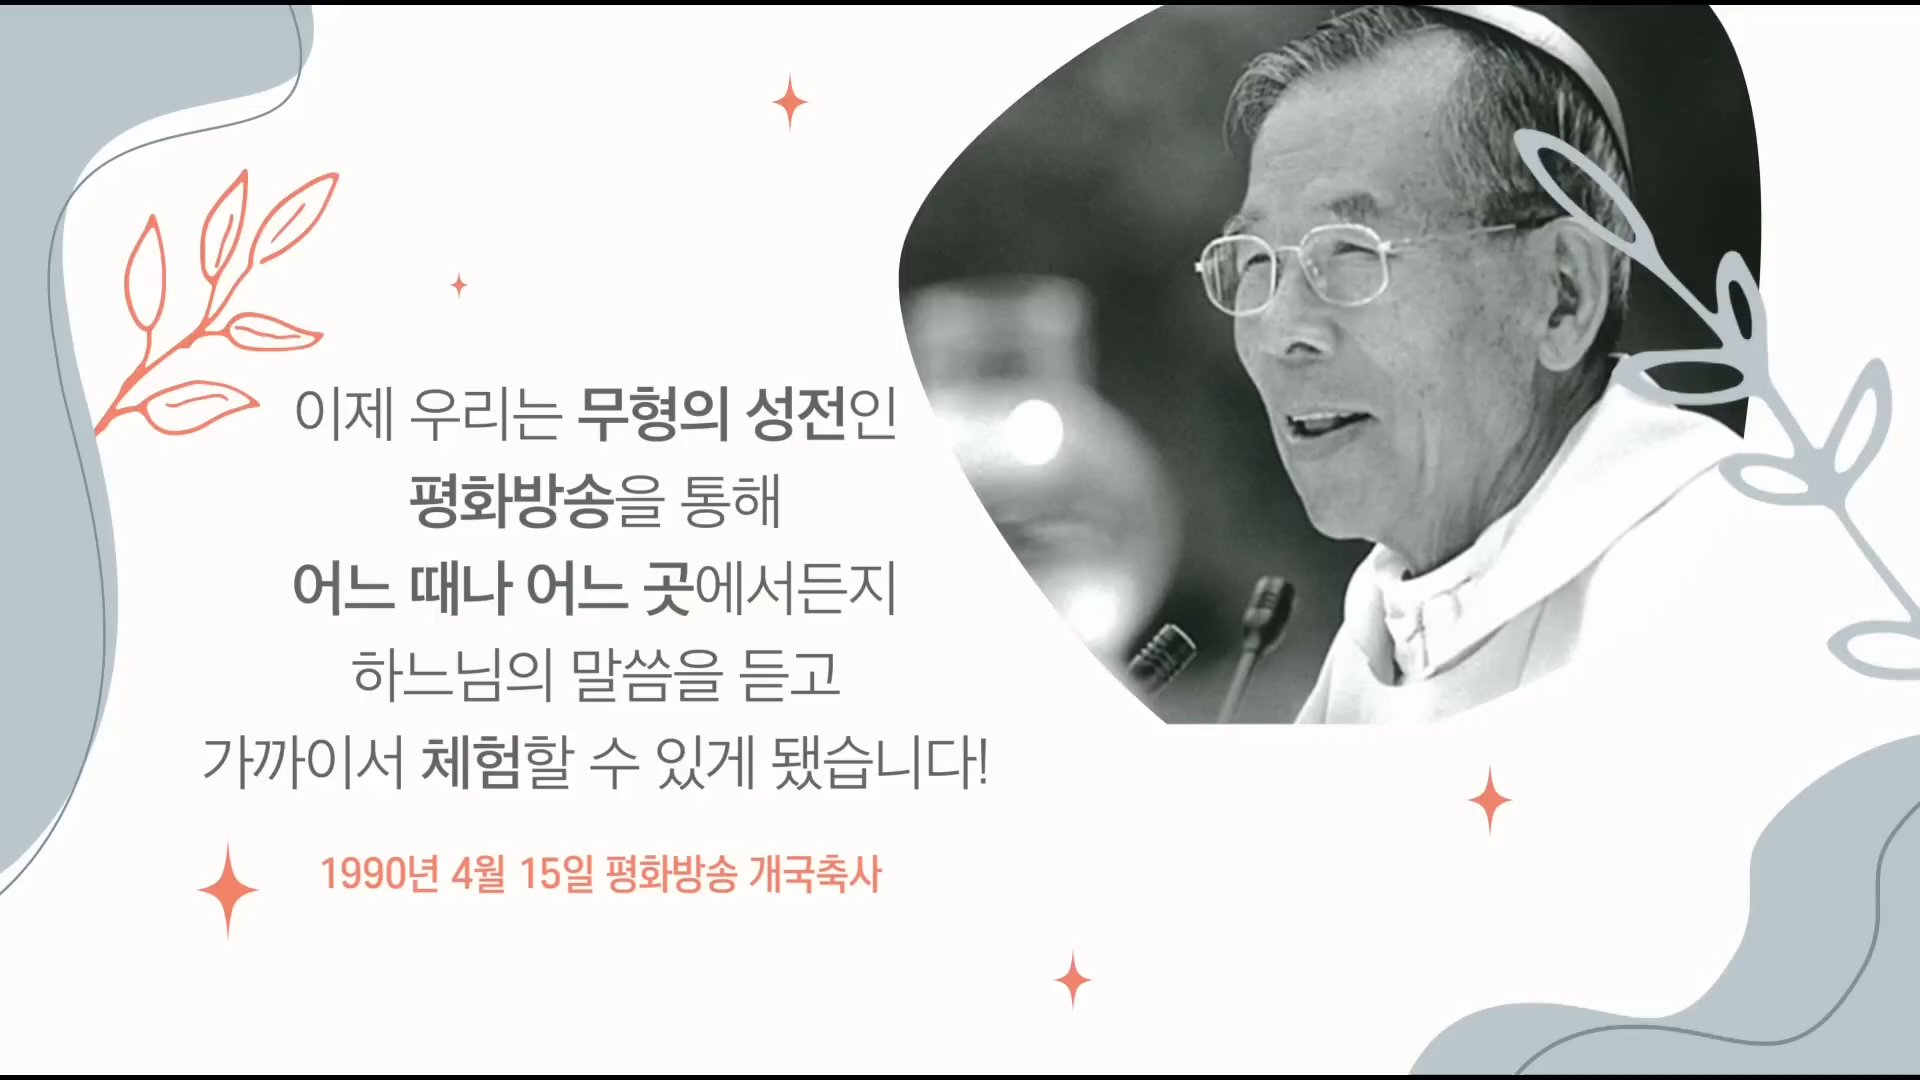 이제 우리는 무형의 성전인
평화방송을 통해
어느 때나 어느 곳에서든지
하느님의 말씀을 듣고
가까이서 체험할 수 있게 됐습니다!
1990년 4월 15일 평화방송 개국축사